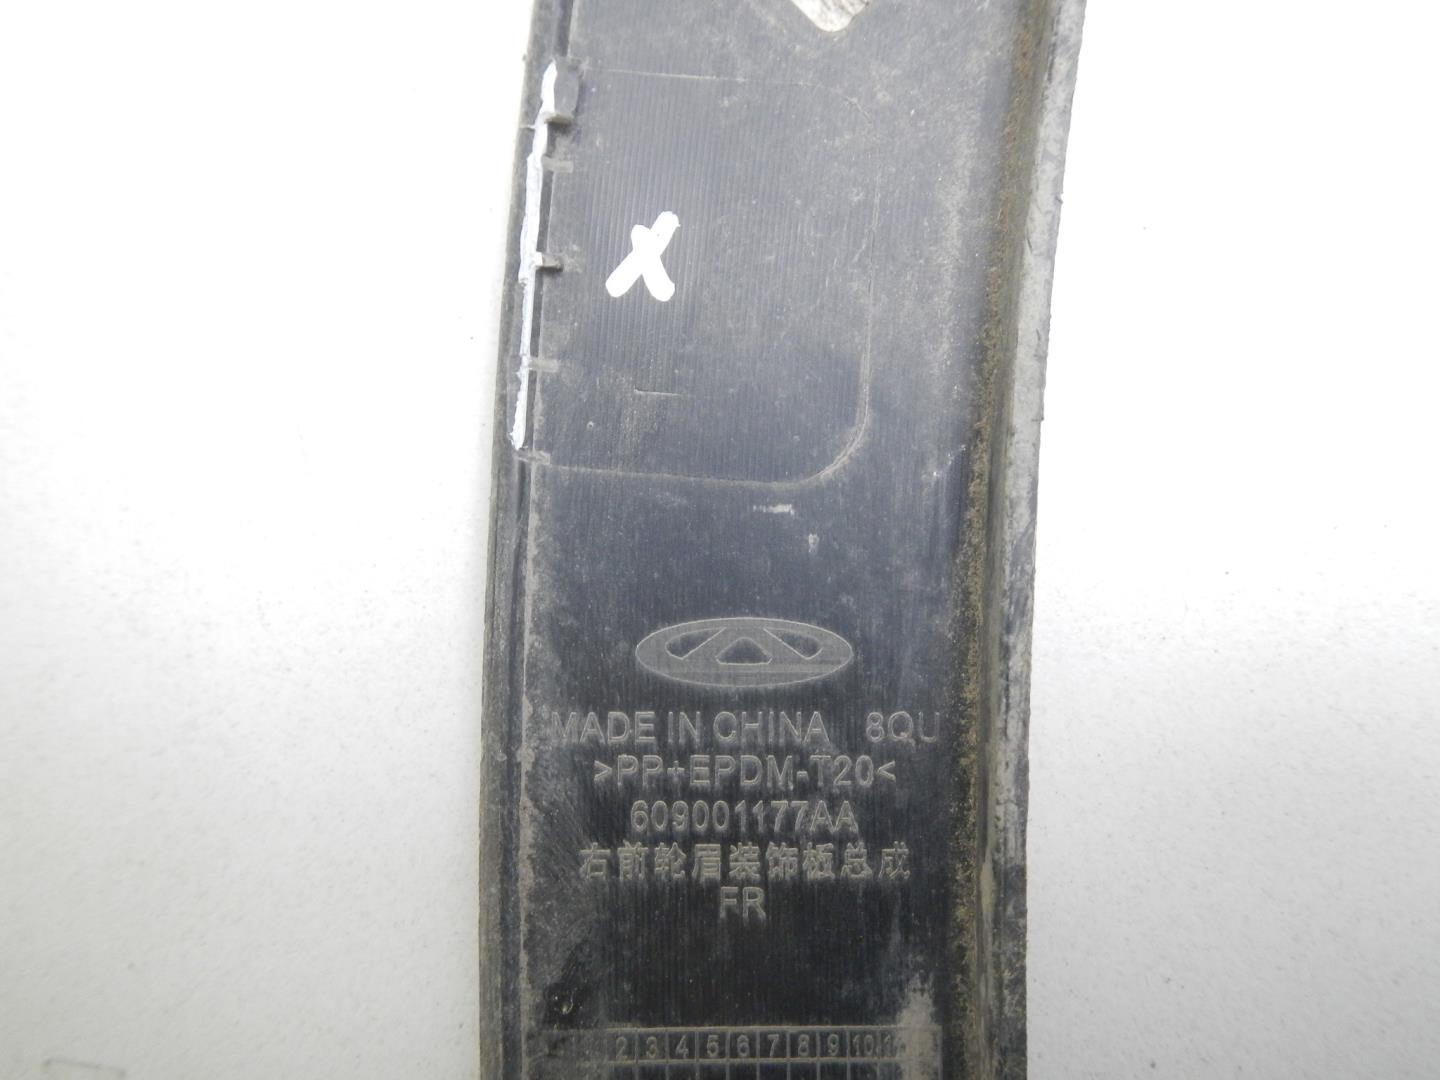 X
MADE IN CHINA 8QU
>PP+EPDM-T20<
609001177AA
右前轮眉装饰板总成
FR
2 3 4 5 6 7 8 9 10